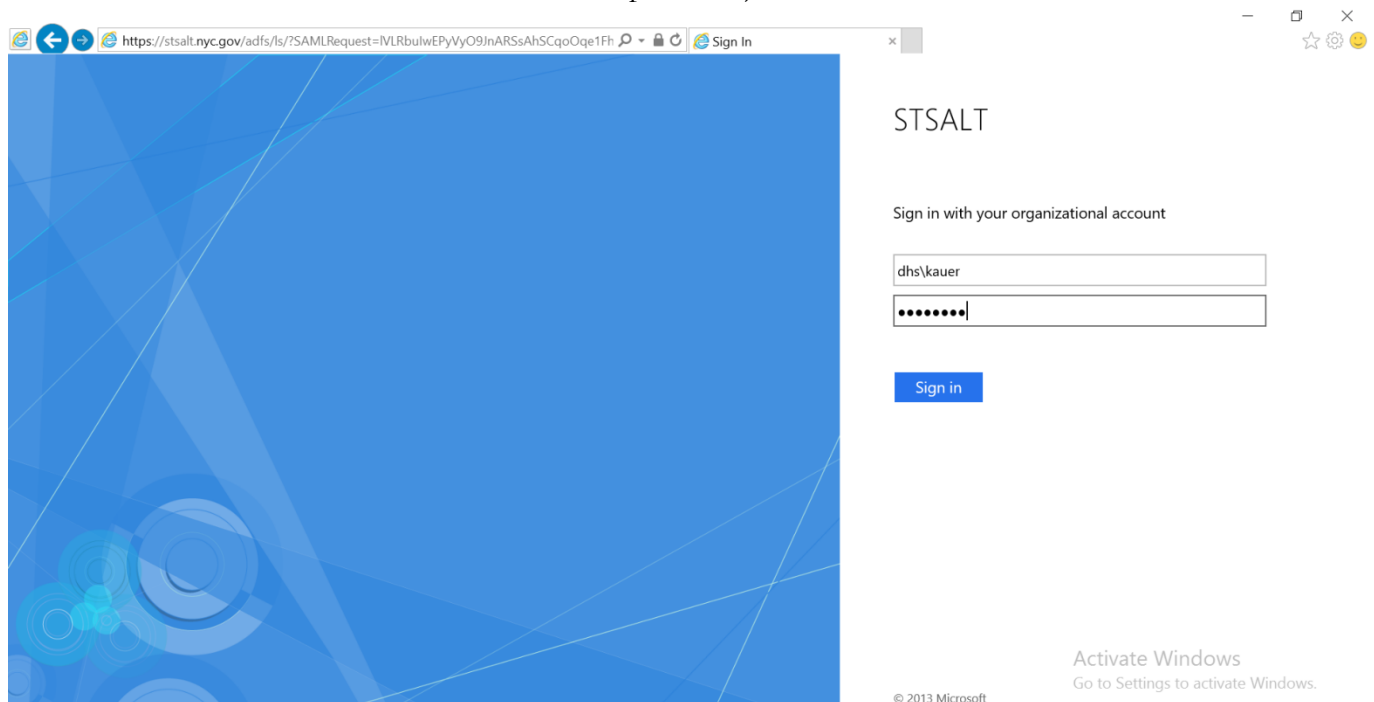 https://stsalt.nyc.gov/adfs/ls/?SAMLRequest=lVLRbulwEPyVyO9JnARSsAhSCqoOqe1Fh
Sign In
STSALT
Sign in with your organizational account
dhs\kauer
••••••••
Sign in
Activate Windows
Go to Settings to activate Windows.
© 2013 Microsoft